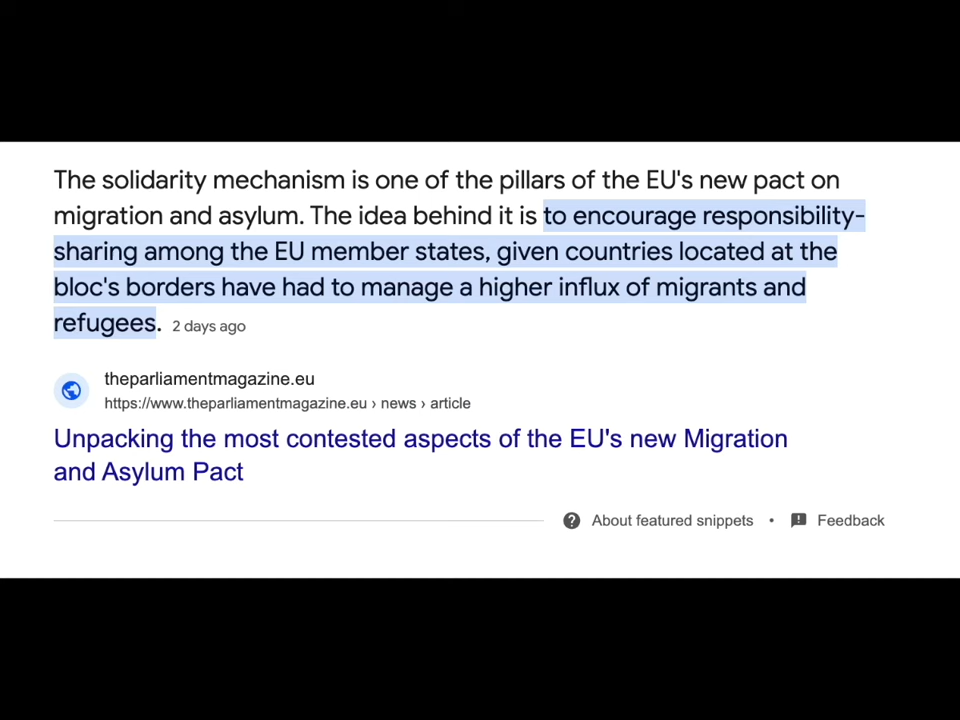 The solidarity mechanism is one of the pillars of the EU's new pact on
migration and asylum. The idea behind it is to encourage responsibility-
sharing among the EU member states, given countries located at the
bloc's borders have had to manage a higher influx of migrants and
refugees. 2 days ago
theparliamentmagazine.eu
https://www.theparliamentmagazine.eu › news › article
Unpacking the most contested aspects of the EU's new Migration
and Asylum Pact
About featured snippets • Feedback